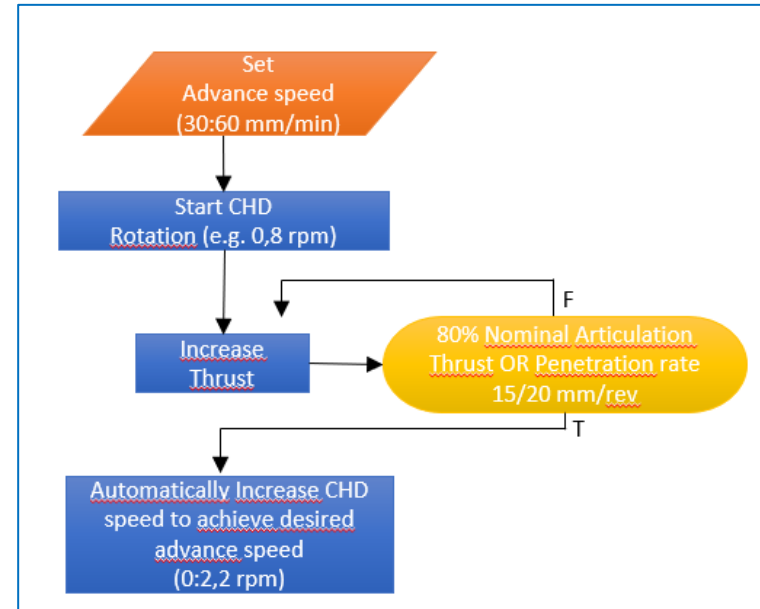 Set
Advance speed
(30:60 mm/min)
Start CHD
Rotation (e.g. 0,8 rpm)
F
Increase
Thrust
80% Nominal Articulation
Thrust OR Penetration rate
15/20 mm/rev
T
Automatically Increase CHD
speed to achieve desired
advance speed
(0:2,2 rpm)